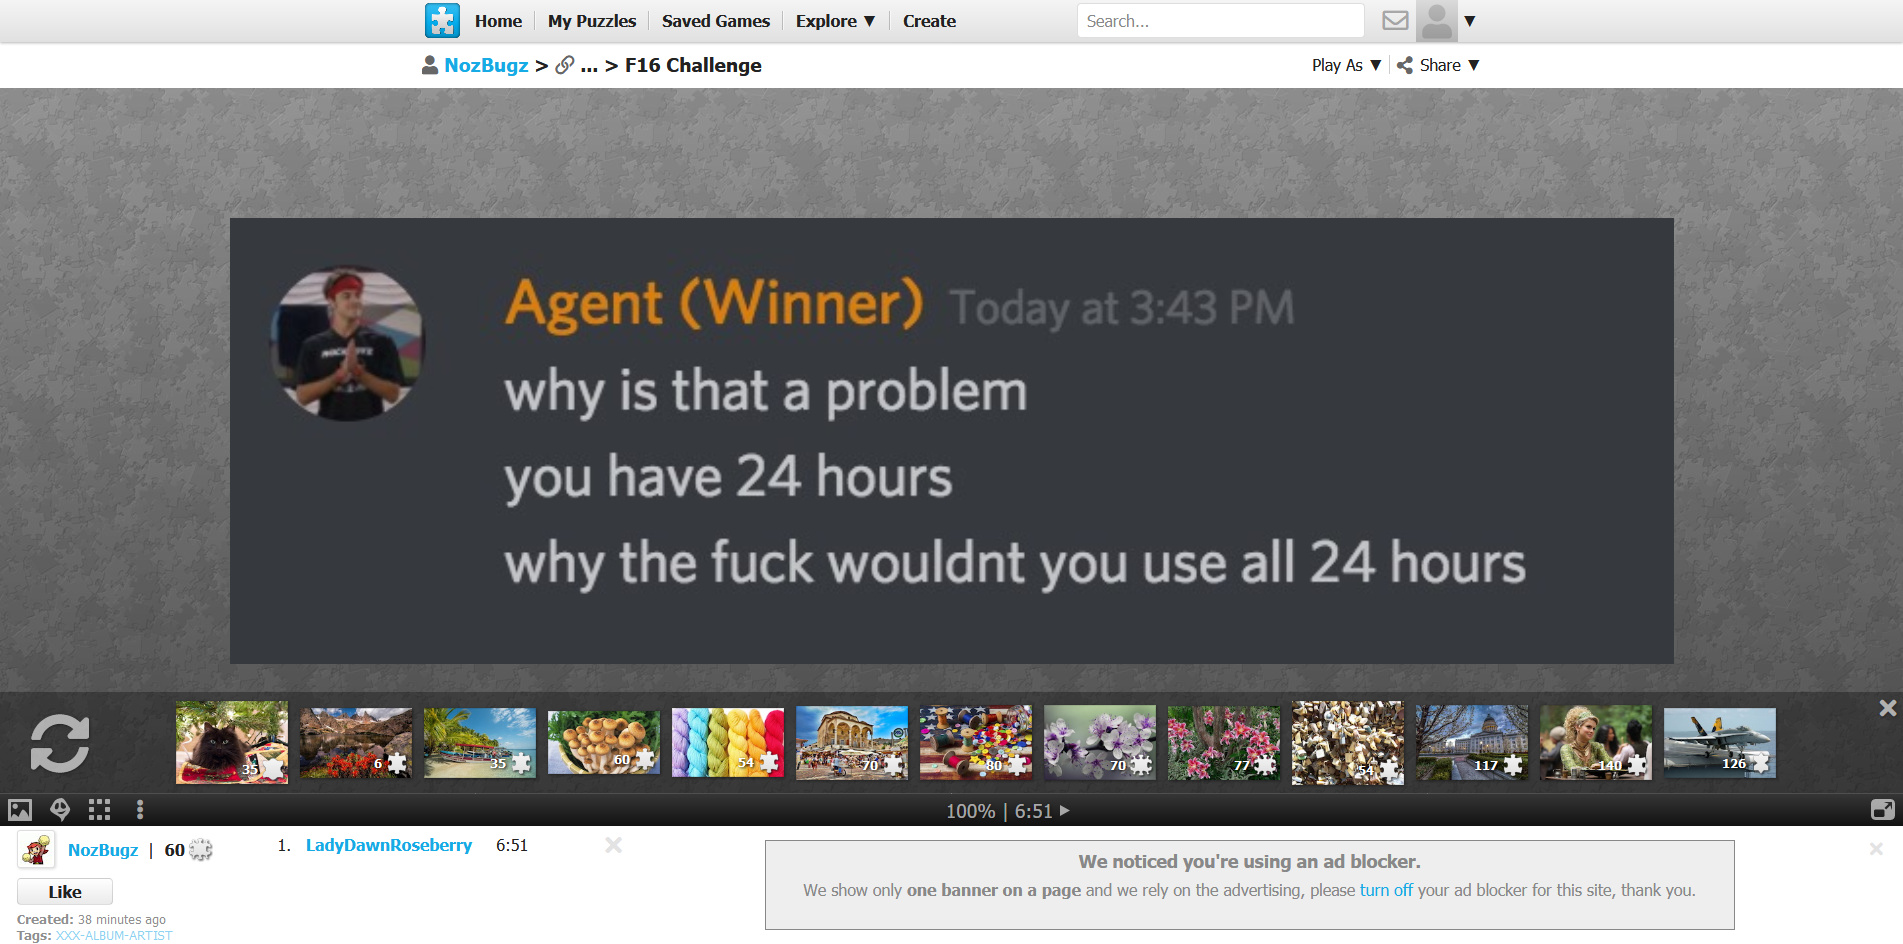 Home
My Puzzles
Saved Games
Explore ▼
Create
Search...
▼
NozBugz > ... > F16 Challenge
Play As ▼
Share ▼
Agent (Winner) Today at 3:43 PM
why is that a problem
you have 24 hours
why the fuck wouldnt you use all 24 hours
35
6
35
60
54
70
80
70
77
54
117
140
126
100% | 6:51
NozBugz | 60
1. LadyDawnRoseberry 6:51
Like
Created: 38 minutes ago
Tags: XXX-ALBUM-ARTIST
We noticed you're using an ad blocker.
We show only one banner on a page and we rely on the advertising, please turn off your ad blocker for this site, thank you.